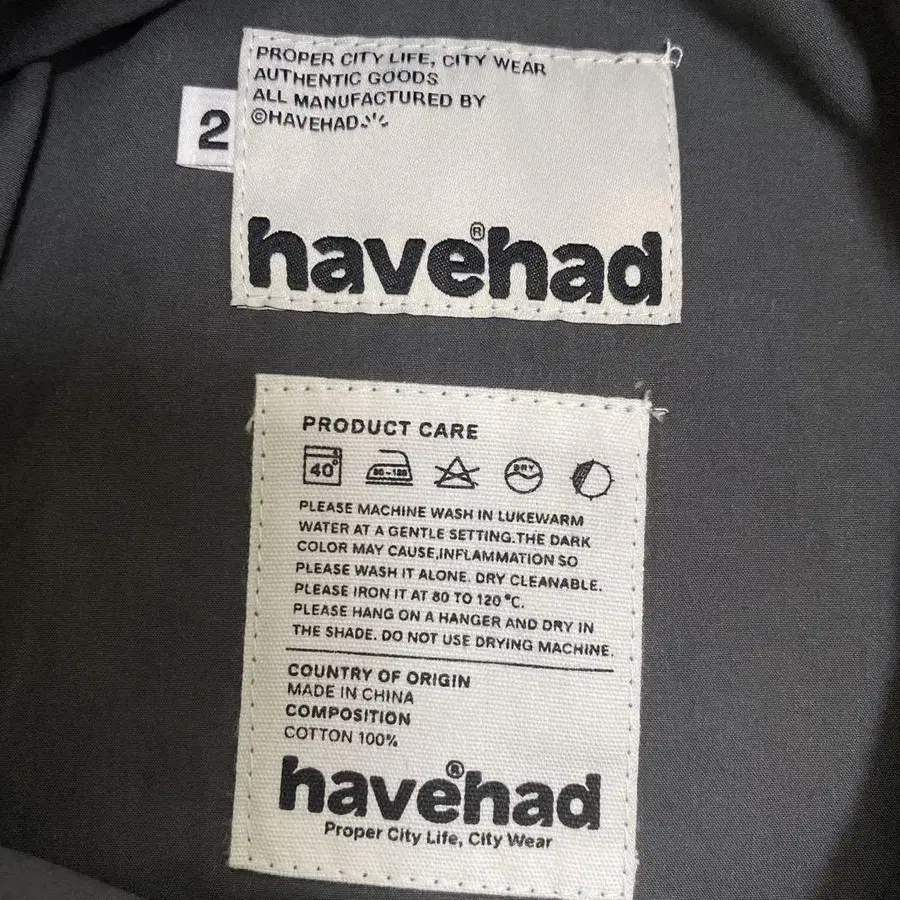 PROPER CITY LIFE, CITY WEAR
AUTHENTIC GOODS
ALL MANUFACTURED BY
©HAVEHAD
2
havehad®
PRODUCT CARE
40°
80~120
DRY
PLEASE MACHINE WASH IN LUKEWARM
WATER AT A GENTLE SETTING.THE DARK
COLOR MAY CAUSE,INFLAMMATION SO
PLEASE WASH IT ALONE. DRY CLEANABLE.
PLEASE IRON IT AT 80 TO 120 °C.
PLEASE HANG ON A HANGER AND DRY IN
THE SHADE. DO NOT USE DRYING MACHINE.
COUNTRY OF ORIGIN
MADE IN CHINA
COMPOSITION
COTTON 100%
havehad®
Proper City Life, City Wear